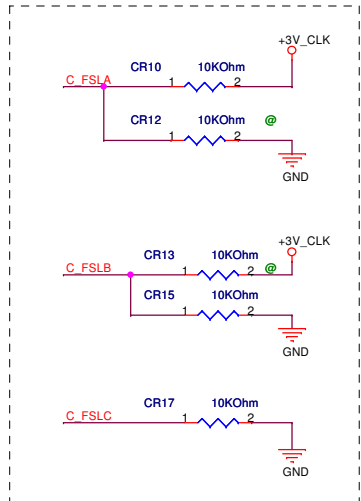 +3V_CLK
CR10 10KOhm
C_FSLA 1 2
CR12 10KOhm @
1 2
GND
+3V_CLK
CR13 10KOhm
C_FSLB 1 2 @
CR15 10KOhm
1 2
GND
CR17 10KOhm
C_FSLC 1 2
GND